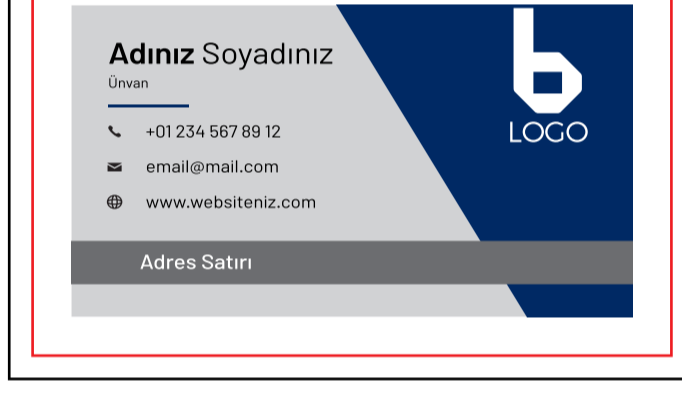 Adınız Soyadınız
Ünvan
+01 234 567 89 12
email@mail.com
www.websiteniz.com
Adres Satırı
LOGO